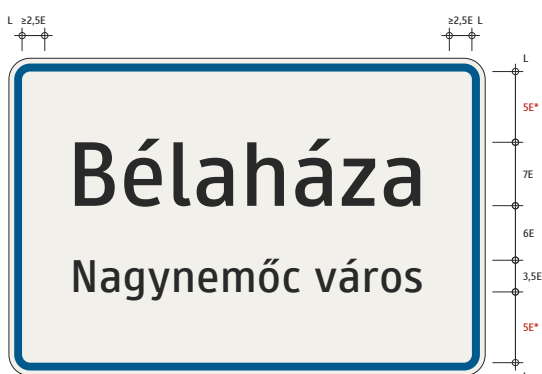 L ≥2,5E ≥2,5E L
L
5E*
Bélaháza
7E
6E
Nagynemőc város
3,5E
5E*